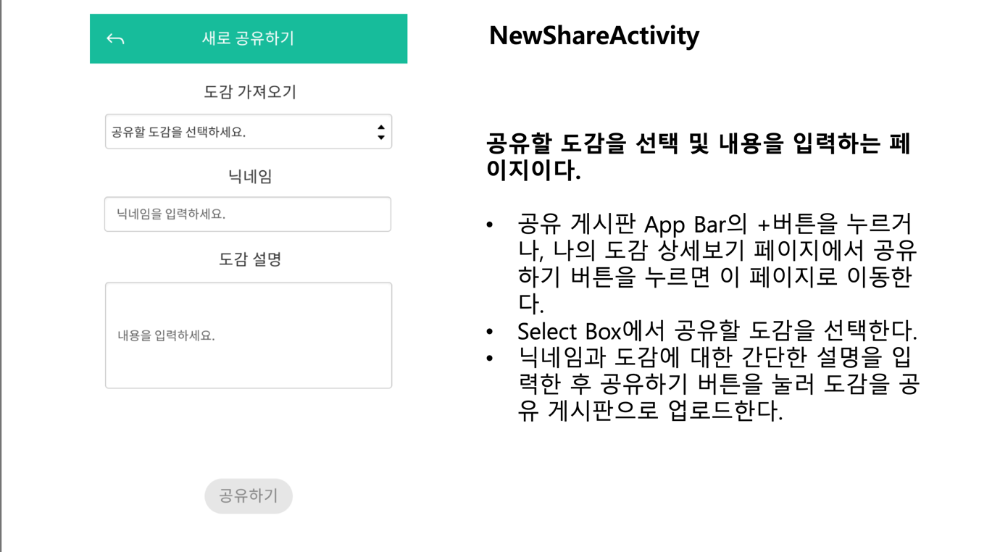 새로 공유하기
도감 가져오기
공유할 도감을 선택하세요.
닉네임
닉네임을 입력하세요.
도감 설명
내용을 입력하세요.
공유하기
NewShareActivity
공유할 도감을 선택 및 내용을 입력하는 페
이지이다.
• 공유 게시판 App Bar의 +버튼을 누르거
나, 나의 도감 상세보기 페이지에서 공유
하기 버튼을 누르면 이 페이지로 이동한
다.
• Select Box에서 공유할 도감을 선택한다.
• 닉네임과 도감에 대한 간단한 설명을 입
력한 후 공유하기 버튼을 눌러 도감을 공
유 게시판으로 업로드한다.